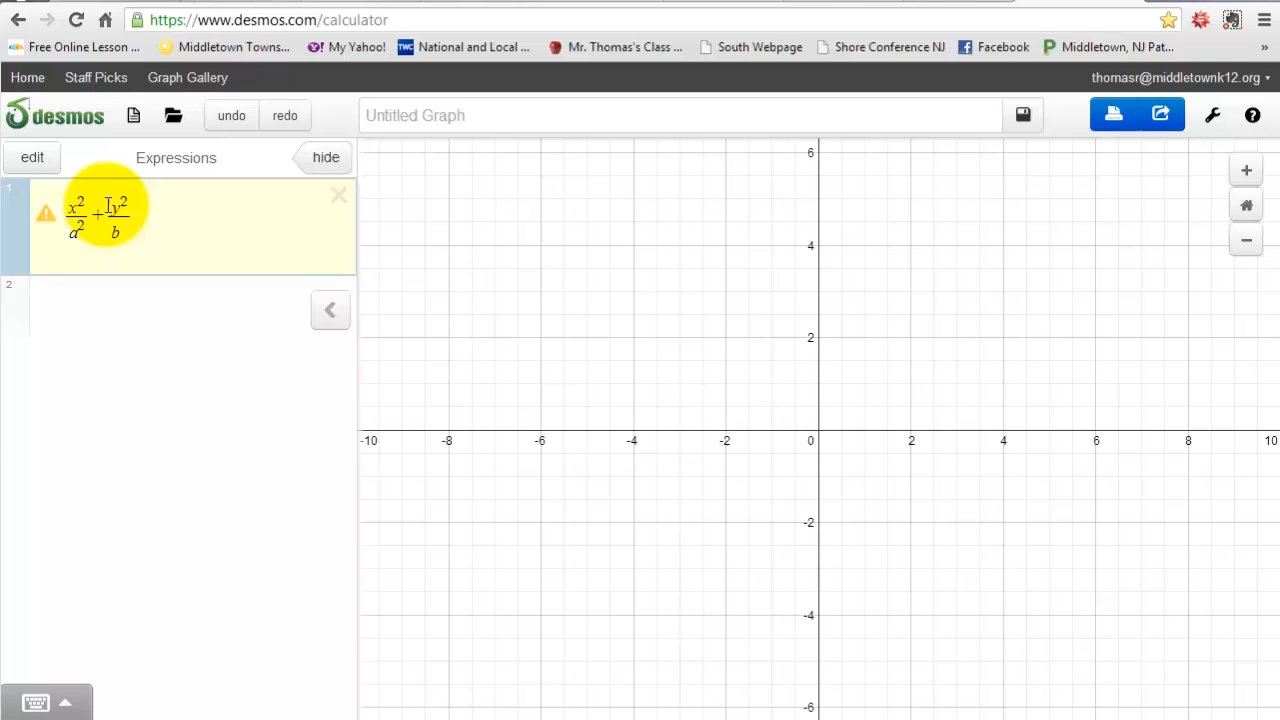 https://www.desmos.com/calculator
Free Online Lesson ... Middletown Towns... My Yahoo! TWC National and Local ... Mr. Thomas's Class ... South Webpage Shore Conference NJ Facebook Middletown, NJ Pat... »
Home Staff Picks Graph Gallery thomasr@middletownk12.org
desmos undo redo Untitled Graph
edit Expressions hide
1
x² / a² + y² / b
2
6
4
2
-10 -8 -6 -4 -2 0 2 4 6 8 10
-2
-4
-6